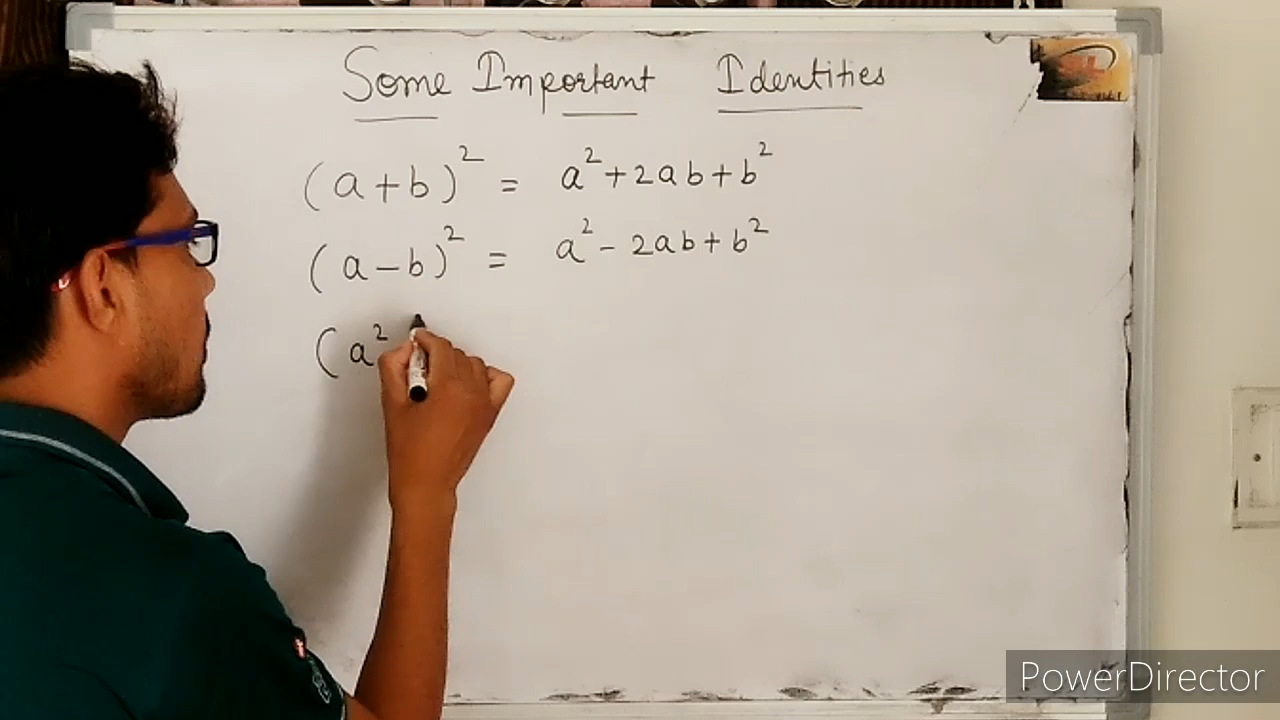 Some Important Identities
(a+b)² = a²+2ab+b²
(a-b)² = a²-2ab+b²
(a²
PowerDirector